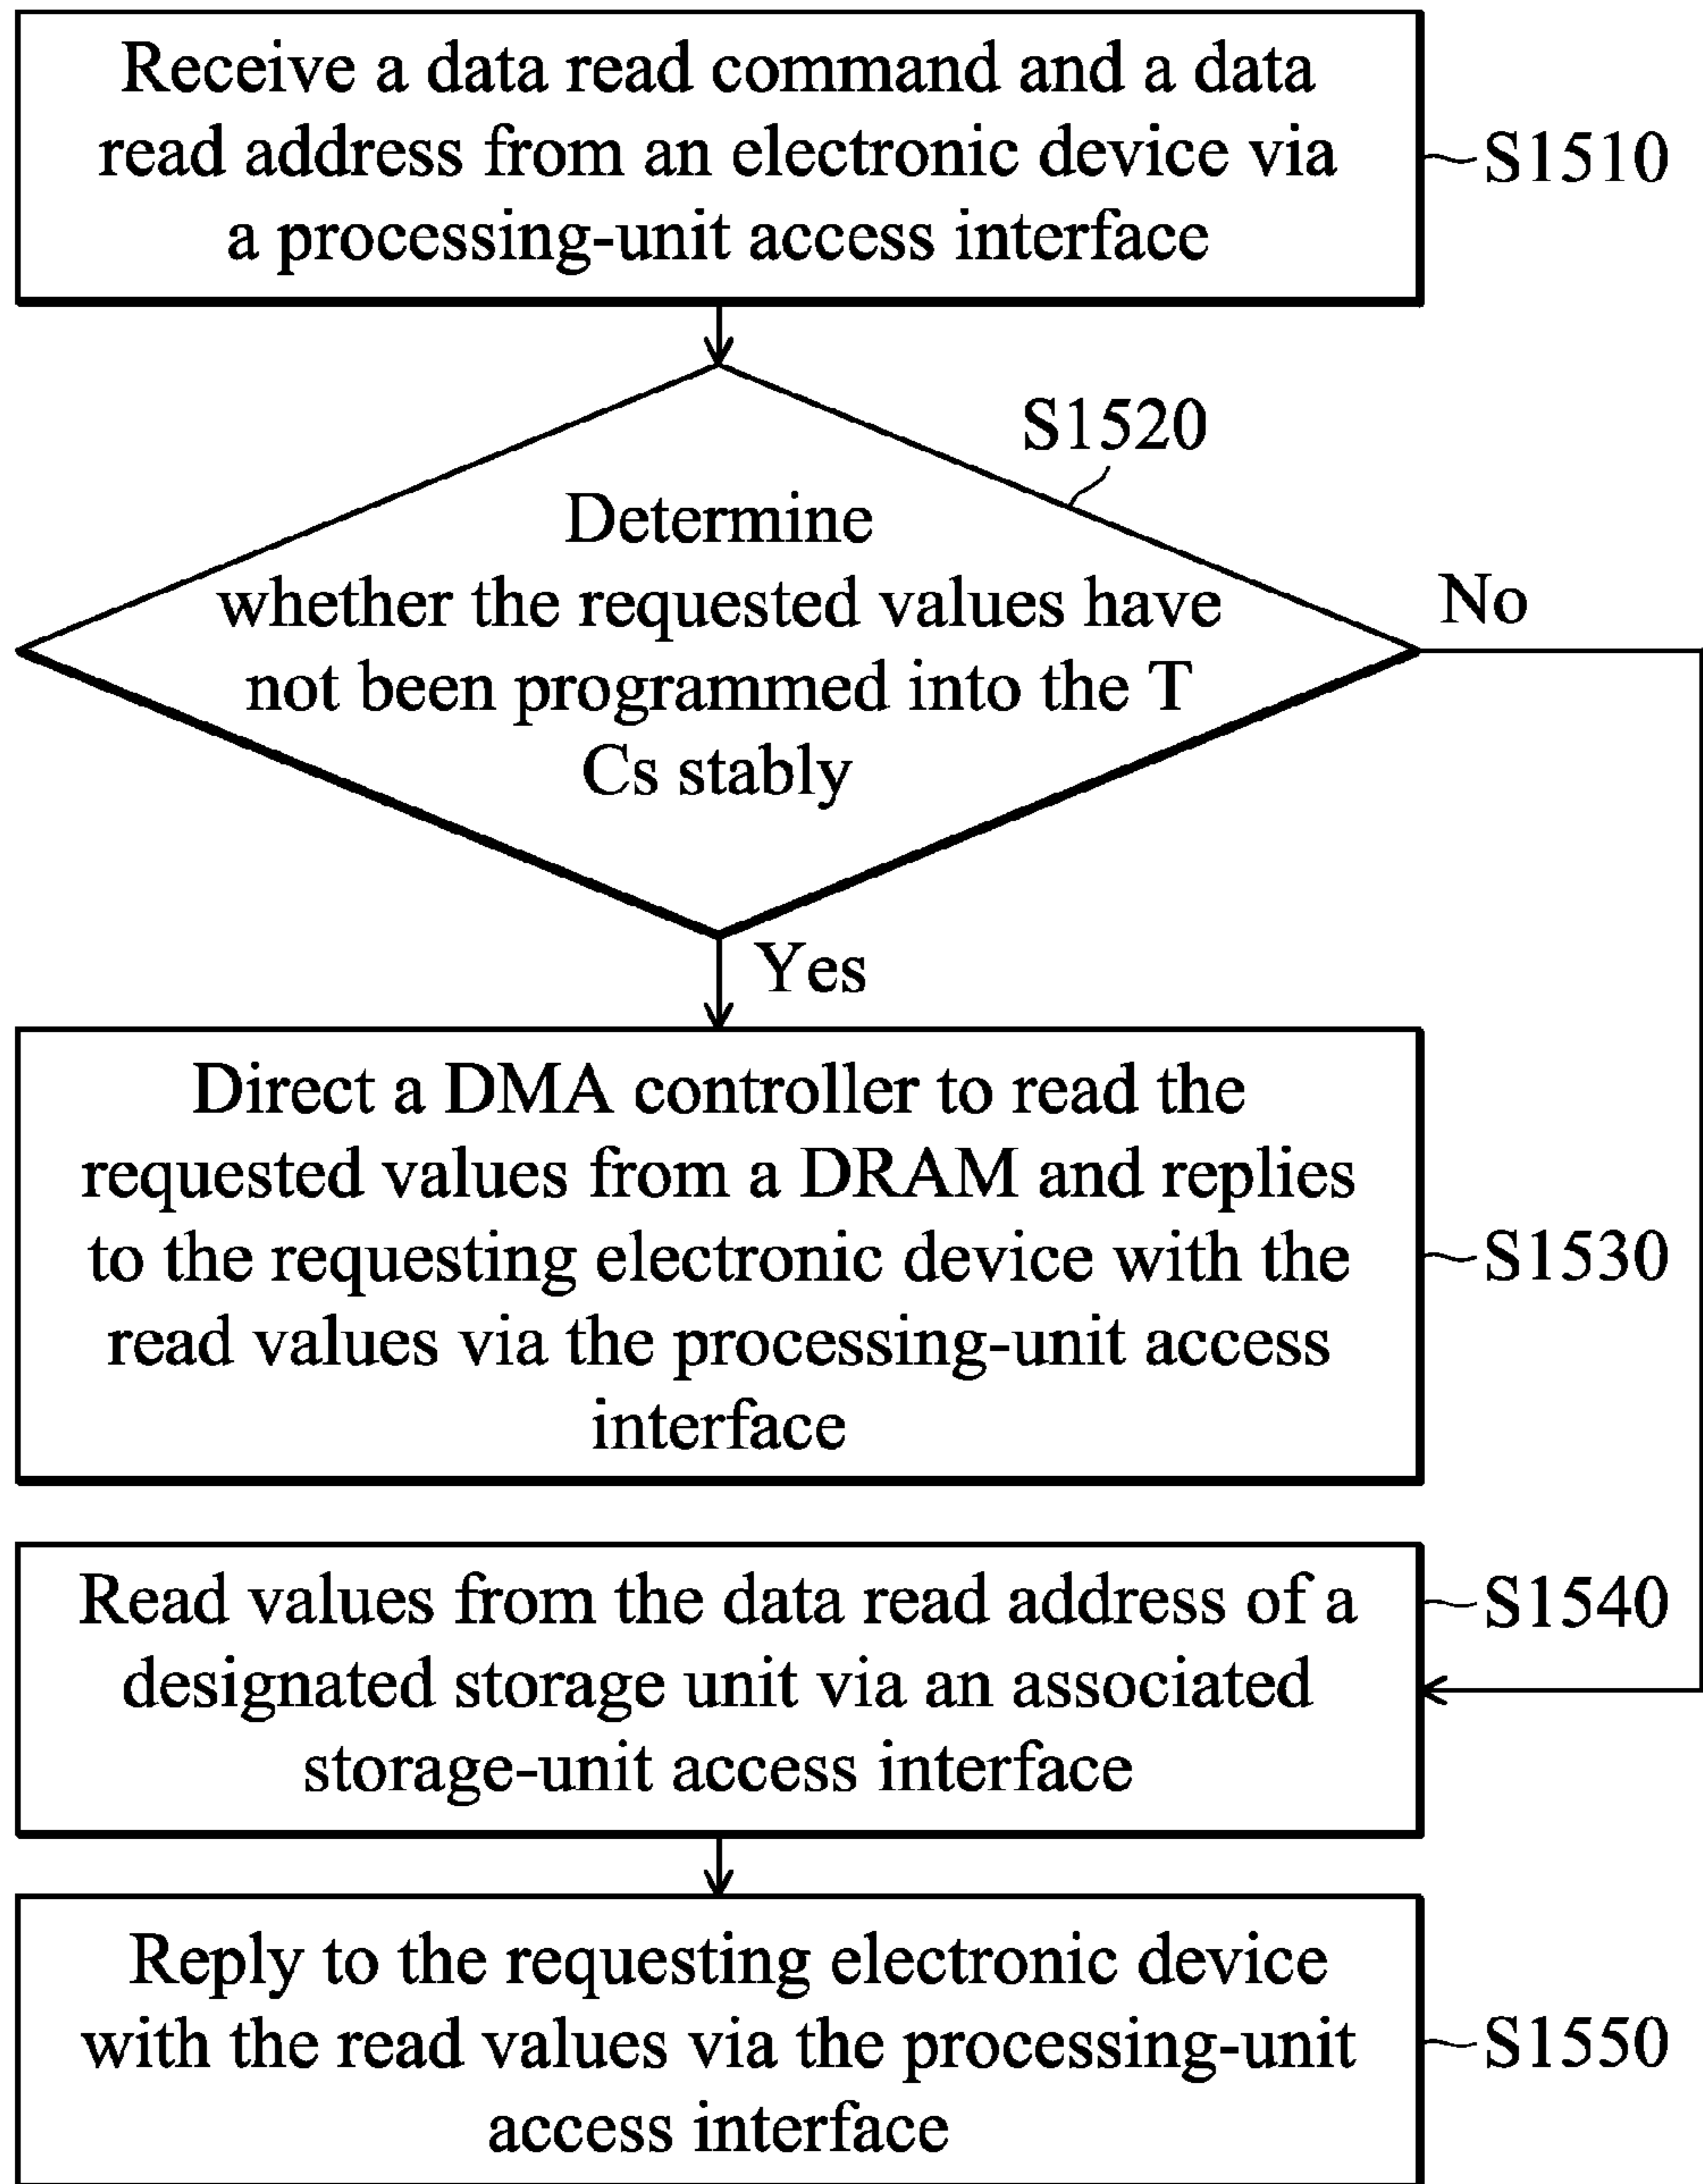 Receive a data read command and a data
read address from an electronic device via
a processing-unit access interface
S1510
S1520
Determine
whether the requested values have
not been programmed into the T
Cs stably
No
Yes
Direct a DMA controller to read the
requested values from a DRAM and replies
to the requesting electronic device with the
read values via the processing-unit access
interface
S1530
Read values from the data read address of a
designated storage unit via an associated
storage-unit access interface
S1540
Reply to the requesting electronic device
with the read values via the processing-unit
access interface
S1550